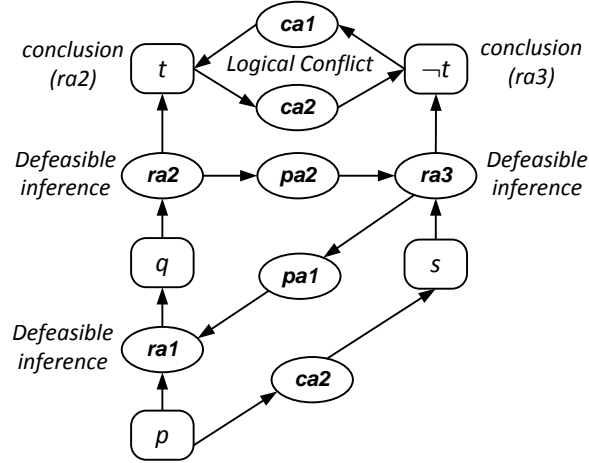 ca1
conclusion
(ra2)
t
Logical Conflict
¬t
conclusion
(ra3)
ca2
Defeasible
inference
ra2
pa2
ra3
Defeasible
inference
q
pa1
s
Defeasible
inference
ra1
ca2
p